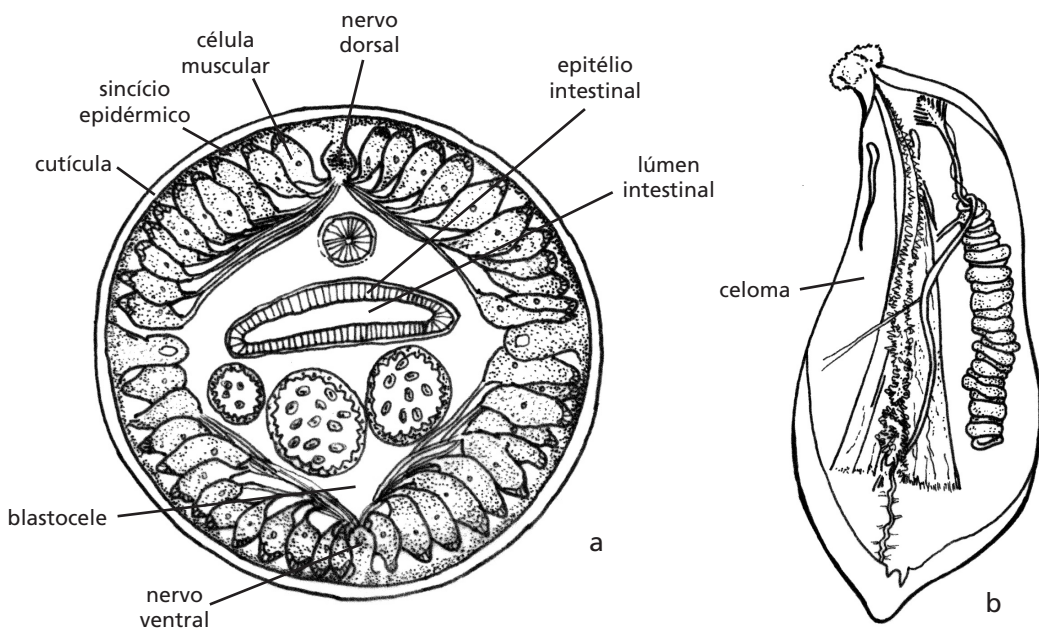 nervo
dorsal
célula
muscular
epitélio
intestinal
sincício
epidérmico
cutícula
lúmen
intestinal
celoma
blastocele
a
nervo
ventral
b